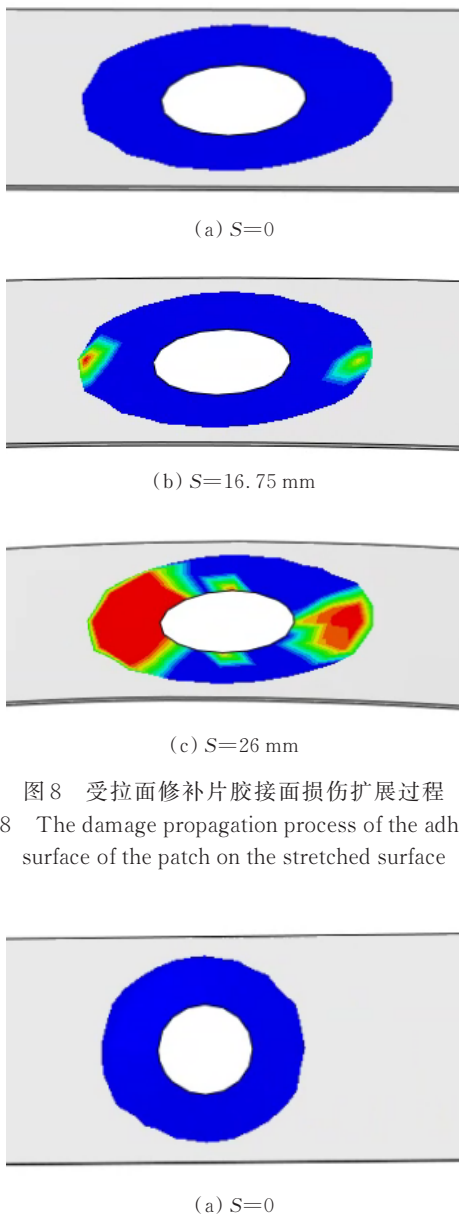 (a) S=0
(b) S=16.75 mm
(c) S=26 mm
图8 受拉面修补片胶接面损伤扩展过程
8 The damage propagation process of the adh
surface of the patch on the stretched surface
(a) S=0